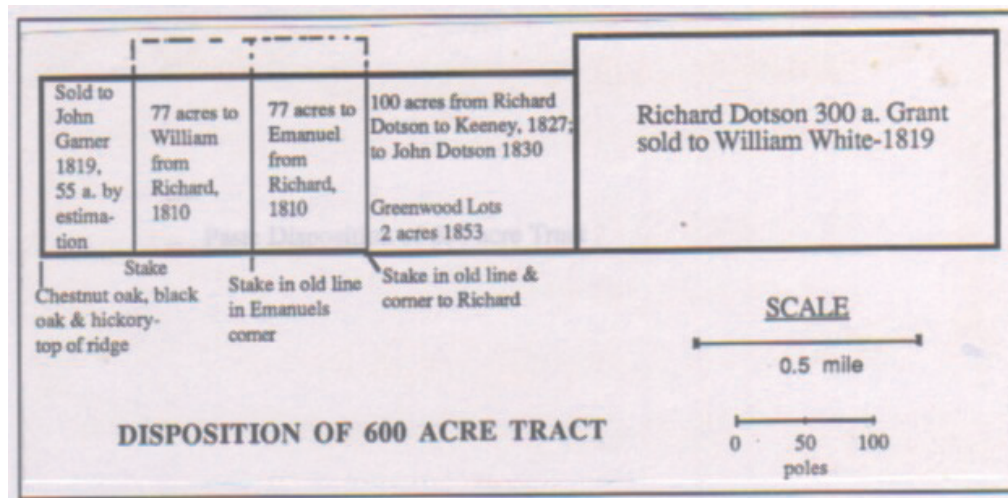 Sold to
John
Garner
1819,
55 a. by
estima-
tion
77 acres to
William
from
Richard,
1810
77 acres to
Emanuel
from
Richard,
1810
100 acres from Richard
Dotson to Keeney, 1827;
to John Dotson 1830
Greenwood Lots
2 acres 1853
Richard Dotson 300 a. Grant
sold to William White-1819
Chestnut oak, black
oak & hickory-
top of ridge
Stake
Stake in old line
in Emanuels
corner
Stake in old line &
corner to Richard
SCALE
0.5 mile
0 50 100
poles
DISPOSITION OF 600 ACRE TRACT